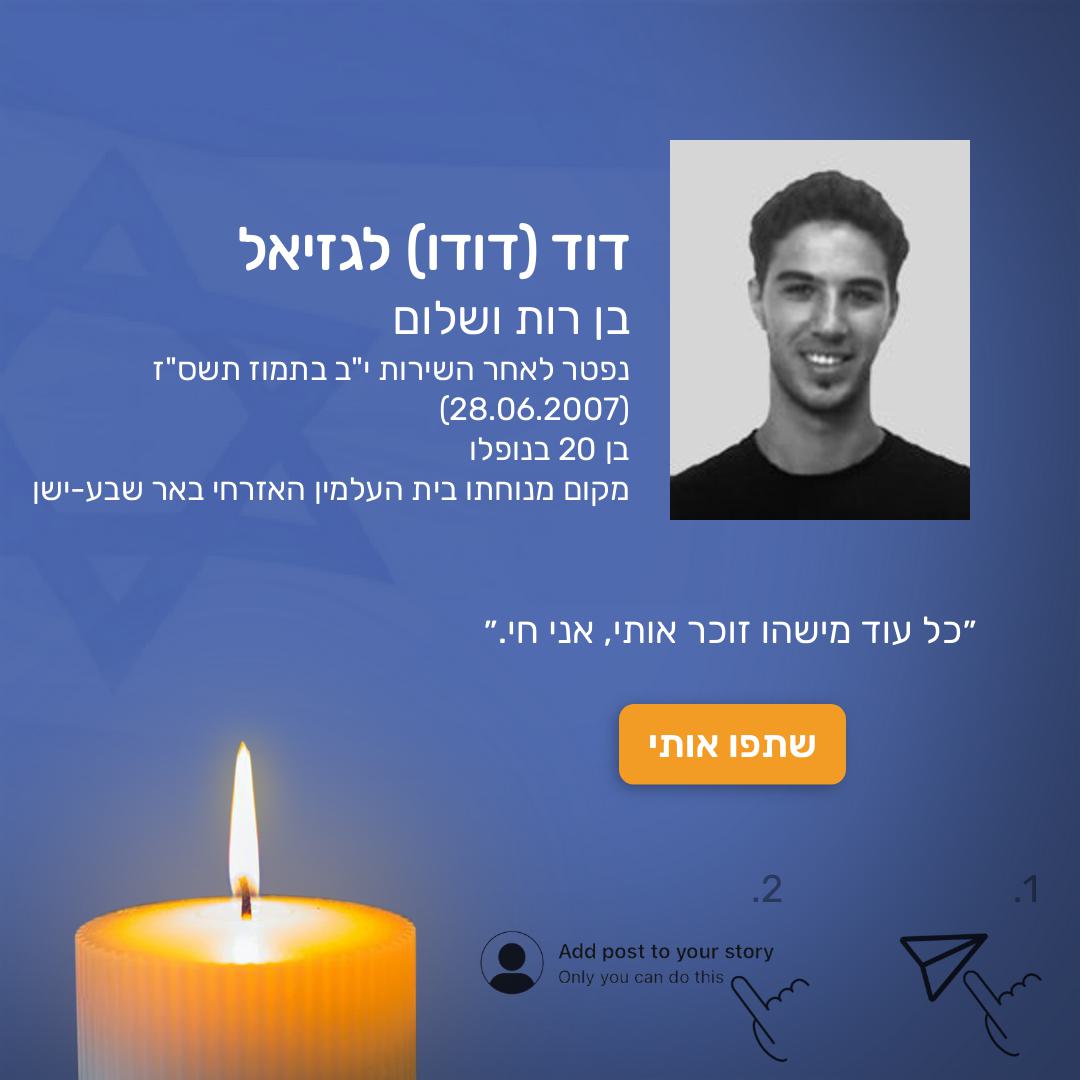 דוד (דודו) לגזיאל
בן רות ושלום
נפטר לאחר השירות י"ב בתמוז תשס"ז
(28.06.2007)
בן 20 בנופלו
מקום מנוחתו בית העלמין האזרחי באר שבע-ישן
״כל עוד מישהו זוכר אותי, אני חי.״
שתפו אותי
1.
2.
Add post to your story
Only you can do this